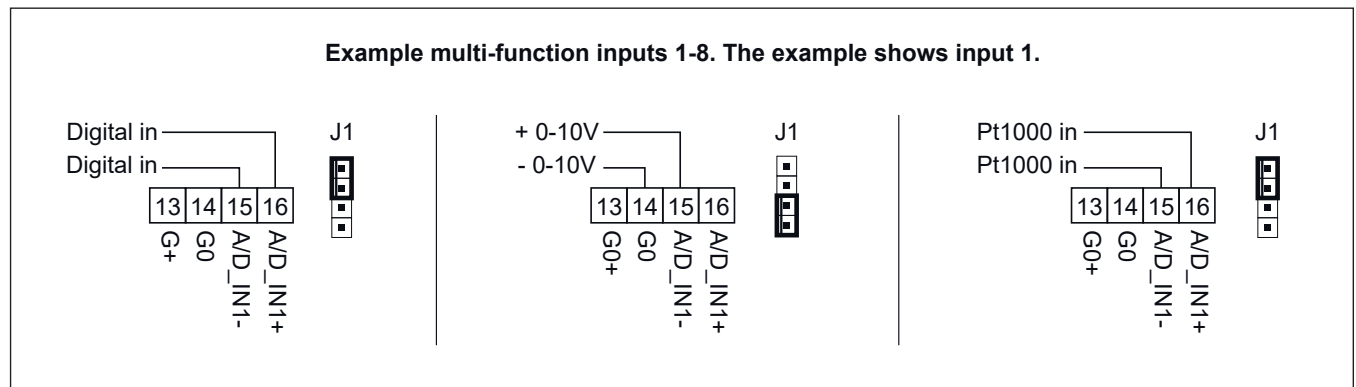 Example multi-function inputs 1-8. The example shows input 1.
Digital in
Digital in
J1
13 14 15 16
G+
G0
A/D_IN1-
A/D_IN1+
+ 0-10V
- 0-10V
J1
13 14 15 16
G0+
G0
A/D_IN1-
A/D_IN1+
Pt1000 in
Pt1000 in
J1
13 14 15 16
G0+
G0
A/D_IN1-
A/D_IN1+